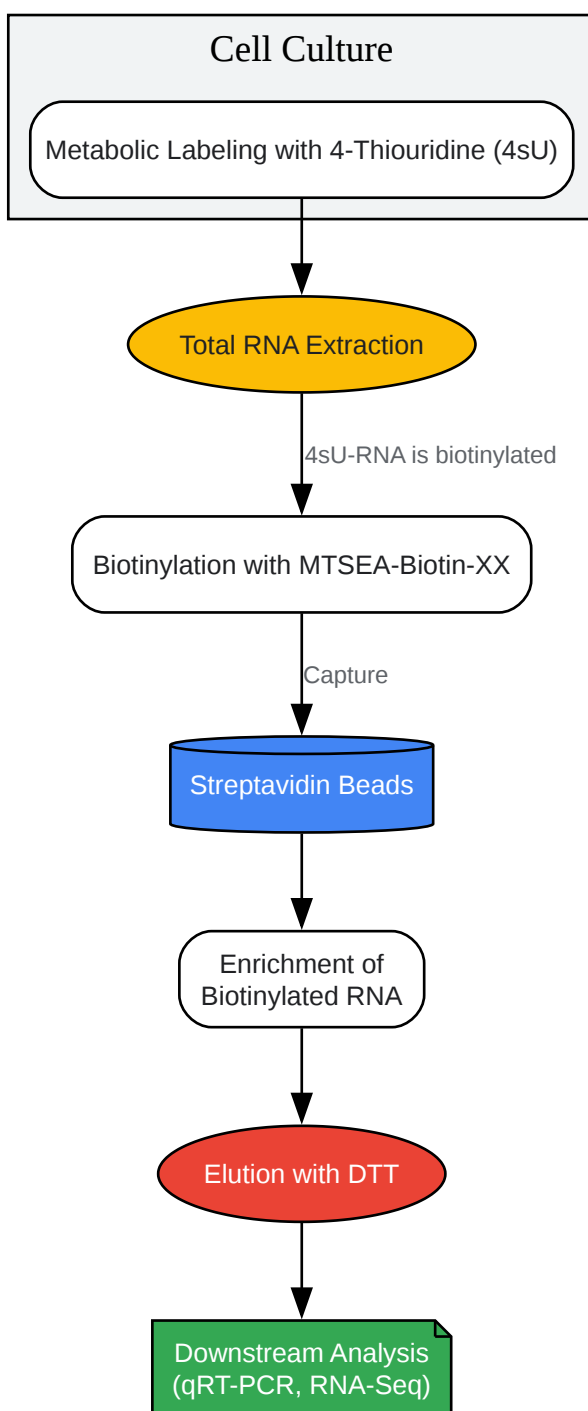 Cell Culture
Metabolic Labeling with 4-Thiouridine (4sU)
Total RNA Extraction
4sU-RNA is biotinylated
Biotinylation with MTSEA-Biotin-XX
Capture
Streptavidin Beads
Enrichment of
Biotinylated RNA
Elution with DTT
Downstream Analysis
(qRT-PCR, RNA-Seq)